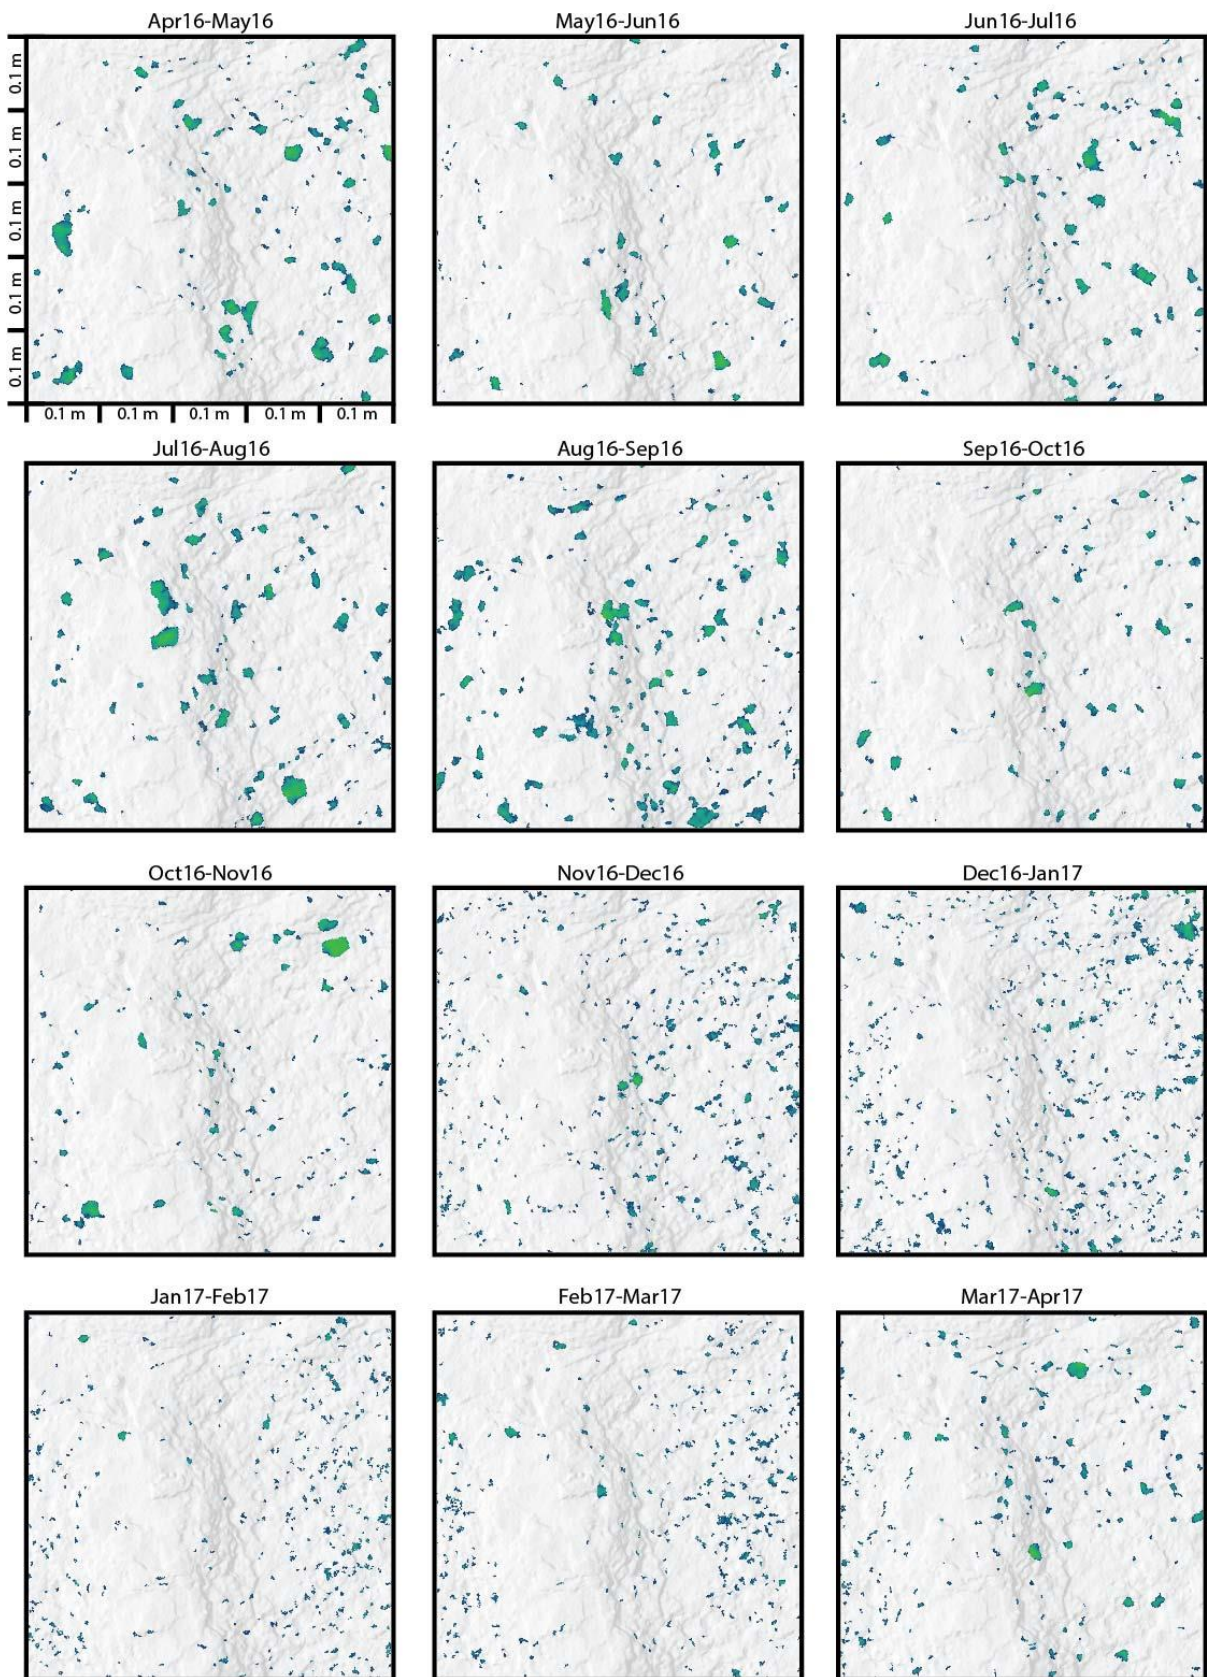 Apr16-May16 May16-Jun16 Jun16-Jul16
0.1 m
0.1 m
0.1 m
0.1 m
0.1 m
0.1 m 0.1 m 0.1 m 0.1 m 0.1 m
Jul16-Aug16 Aug16-Sep16 Sep16-Oct16
Oct16-Nov16 Nov16-Dec16 Dec16-Jan17
Jan17-Feb17 Feb17-Mar17 Mar17-Apr17